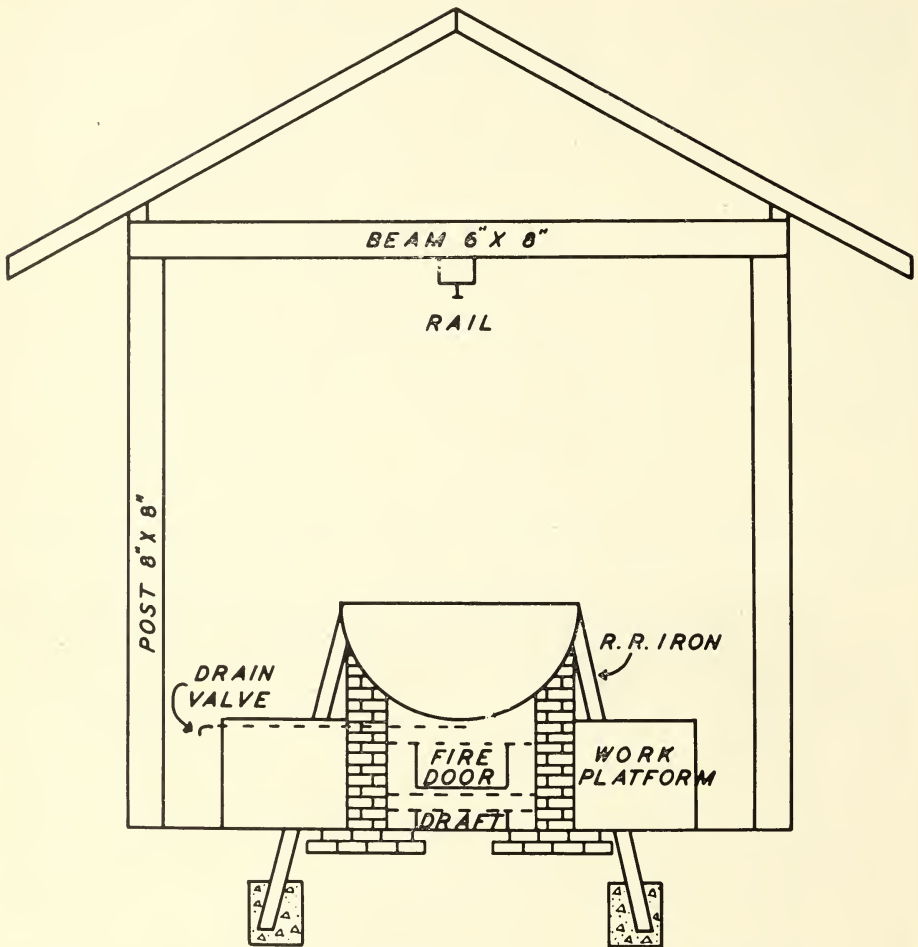 BEAM 6" X 8"
RAIL
POST 8" X 8"
R.R. IRON
DRAIN
VALVE
FIRE
DOOR
WORK
PLATFORM
DRAFT